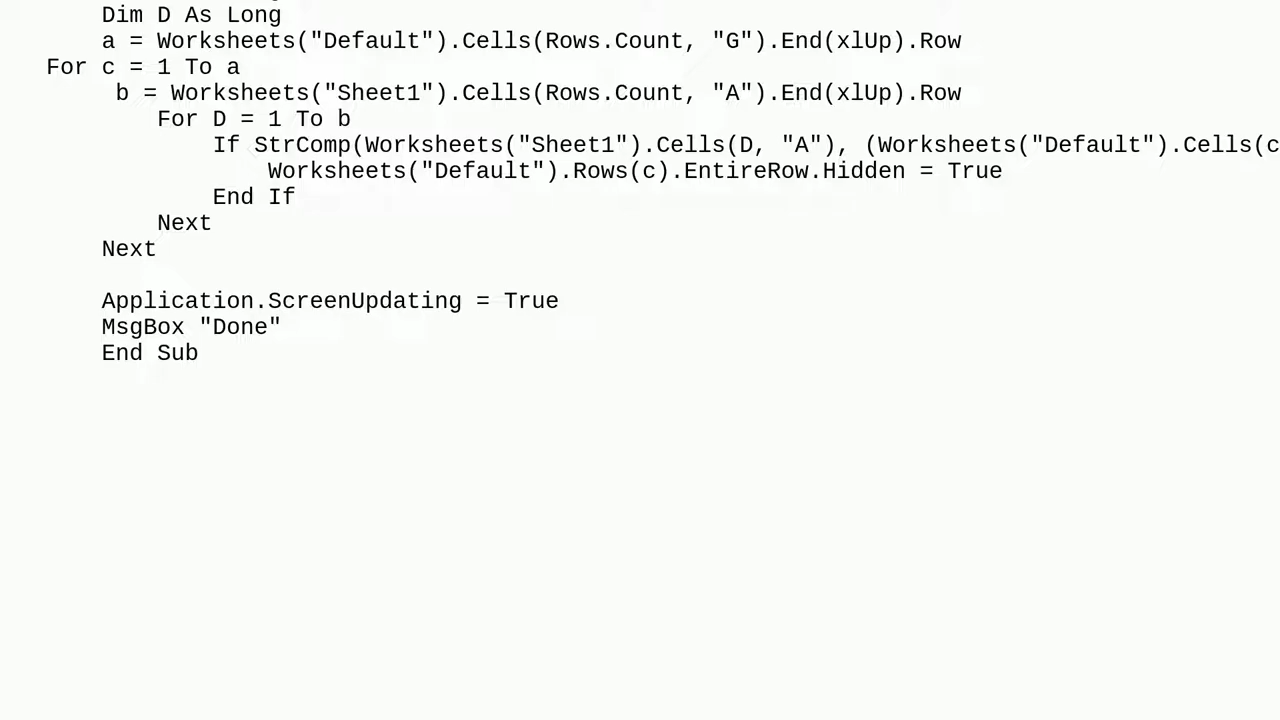 Dim D As Long
a = Worksheets("Default").Cells(Rows.Count, "G").End(xlUp).Row
For c = 1 To a
b = Worksheets("Sheet1").Cells(Rows.Count, "A").End(xlUp).Row
For D = 1 To b
If StrComp(Worksheets("Sheet1").Cells(D, "A"), (Worksheets("Default").Cells(c
Worksheets("Default").Rows(c).EntireRow.Hidden = True
End If
Next
Next
Application.ScreenUpdating = True
MsgBox "Done"
End Sub